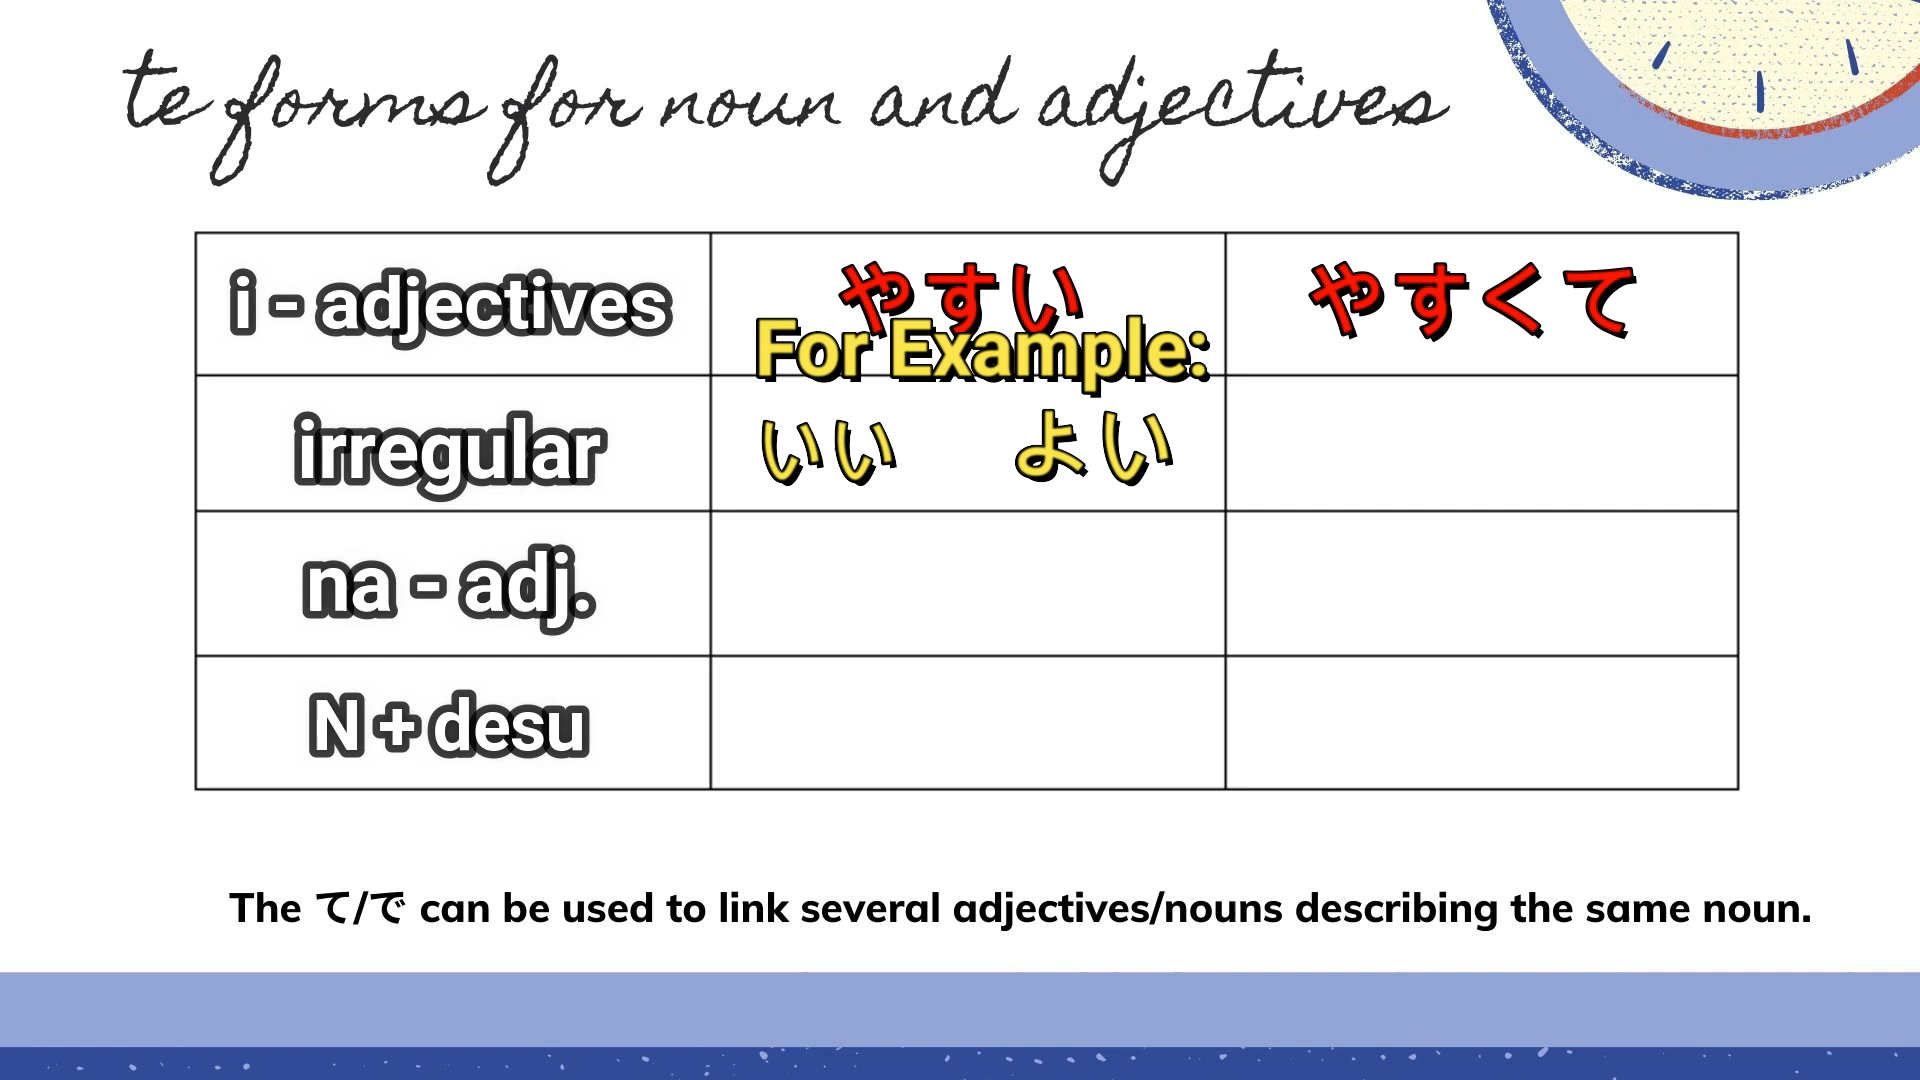 te forms for noun and adjectives
i - adjectives
やすい
やすくて
For Example:
irregular
いい よい
na - adj.
N + desu
The て/で can be used to link several adjectives/nouns describing the same noun.